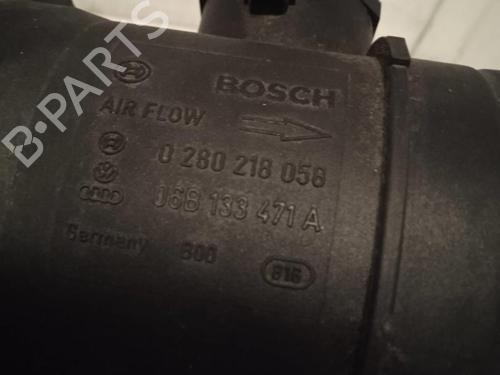 BOSCH
AIR FLOW
0 280 218 058
06B 133 471 A
Germany 800
816
B-Parts